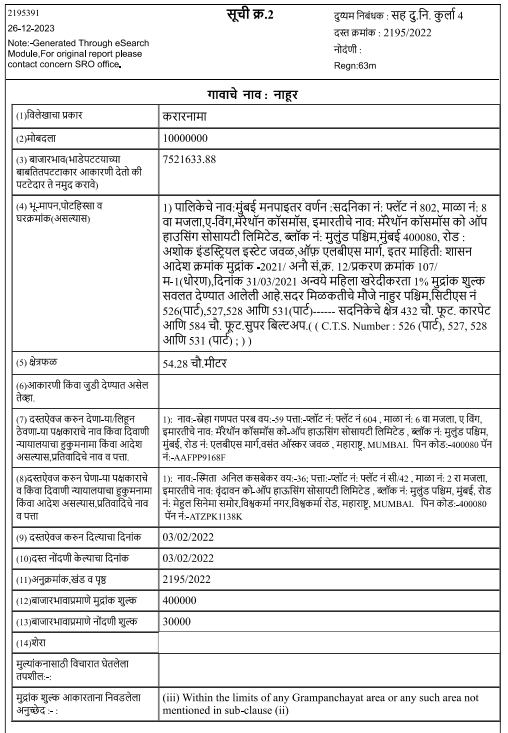 2195391
26-12-2023
Note:-Generated Through eSearch
Module,For original report please
contact concern SRO office.
सूची क्र.2
दुय्यम निबंधक : सह दु.नि. कुर्ला 4
दस्त क्रमांक : 2195/2022
नोदंणी :
Regn:63m
गावाचे नाव : नाहूर
(1)विलेखाचा प्रकार
करारनामा
(2)मोबदला
10000000
(3) बाजारभाव(भाडेपटटयाच्या
बाबतितपटटाकार आकारणी देतो की
पटटेदार ते नमुद करावे)
7521633.88
(4) भू-मापन,पोटहिस्सा व
घरक्रमांक(असल्यास)
1) पालिकेचे नाव:मुंबई मनपाइतर वर्णन :सदनिका नं: फ्लॅट नं 802, माळा नं: 8
वा मजला,ए-विंग,मॅरेथॉन कॉसमॉस, इमारतीचे नाव: मॅरेथॉन कॉसमॉस को ऑप
हाउसिंग सोसायटी लिमिटेड, ब्लॉक नं: मुलुंड पश्चिम,मुंबई 400080, रोड :
अशोक इंडस्ट्रियल इस्टेट जवळ,ऑफ़ एलबीएस मार्ग, इतर माहिती: शासन
आदेश क्रमांक मुद्रांक -2021/ अनौ सं.क्र. 12/प्रकरण क्रमांक 107/
म-1(धोरण),दिनांक 31/03/2021 अन्वये महिला खरेदीकरता 1% मुद्रांक शुल्क
सवलत देण्यात आलेली आहे.सदर मिळकतीचे मौजे नाहुर पश्चिम,सिटीएस नं
526(पार्ट),527,528 आणि 531(पार्ट)------ सदनिकेचे क्षेत्र 432 चौ. फूट. कारपेट
आणि 584 चौ. फूट.सुपर बिल्टअप.( ( C.T.S. Number : 526 (पार्ट), 527, 528
आणि 531 (पार्ट) ; ) )
(5) क्षेत्रफळ
54.28 चौ.मीटर
(6)आकारणी किंवा जुडी देण्यात असेल
तेव्हा.
(7) दस्तऐवज करुन देणा-या/लिहून
ठेवणा-या पक्षकाराचे नाव किंवा दिवाणी
न्यायालयाचा हुकुमनामा किंवा आदेश
असल्यास,प्रतिवादिचे नाव व पत्ता.
1): नाव:-स्नेहा गणपत परब वय:-59 पत्ता:-प्लॉट नं: फ्लॅट नं 604 , माळा नं: 6 वा मजला, ए विंग,
इमारतीचे नाव: मॅरेथॉन कॉसमॉस को-ऑप हाउसिंग सोसायटी लिमिटेड , ब्लॉक नं: मुलुंड पश्चिम,
मुंबई, रोड नं: एलबीएस मार्ग,वसंत ऑस्कर जवळ , महाराष्ट्र, MUMBAI. पिन कोड:-400080 पॅन
नं:-AAFPP9168F
(8)दस्तऐवज करुन घेणा-या पक्षकाराचे
व किंवा दिवाणी न्यायालयाचा हुकुमनामा
किंवा आदेश असल्यास,प्रतिवादिचे नाव
व पत्ता
1): नाव:-स्मिता अनिल कसबेकर वय:-36; पत्ता:-प्लॉट नं: फ्लॅट नं सी/42 , माळा नं: 2 रा मजला,
इमारतीचे नाव: वृंदावन को-ऑप हाऊसिंग सोसायटी लिमिटेड , ब्लॉक नं: मुलुंड पश्चिम, मुंबई, रोड
नं: मेहुल सिनेमा समोर,विश्वकर्मा नगर,विश्वकर्मा रोड, महाराष्ट्र, MUMBAI. पिन कोड:-400080
पॅन नं:-ATZPK1138K
(9) दस्तऐवज करुन दिल्याचा दिनांक
03/02/2022
(10)दस्त नोंदणी केल्याचा दिनांक
03/02/2022
(11)अनुक्रमांक,खंड व पृष्ठ
2195/2022
(12)बाजारभावाप्रमाणे मुद्रांक शुल्क
400000
(13)बाजारभावाप्रमाणे नोंदणी शुल्क
30000
(14)शेरा
मुल्यांकनासाठी विचारात घेतलेला
तपशील:-:
मुद्रांक शुल्क आकारताना निवडलेला
अनुच्छेद :- :
(iii) Within the limits of any Grampanchayat area or any such area not
mentioned in sub-clause (ii)